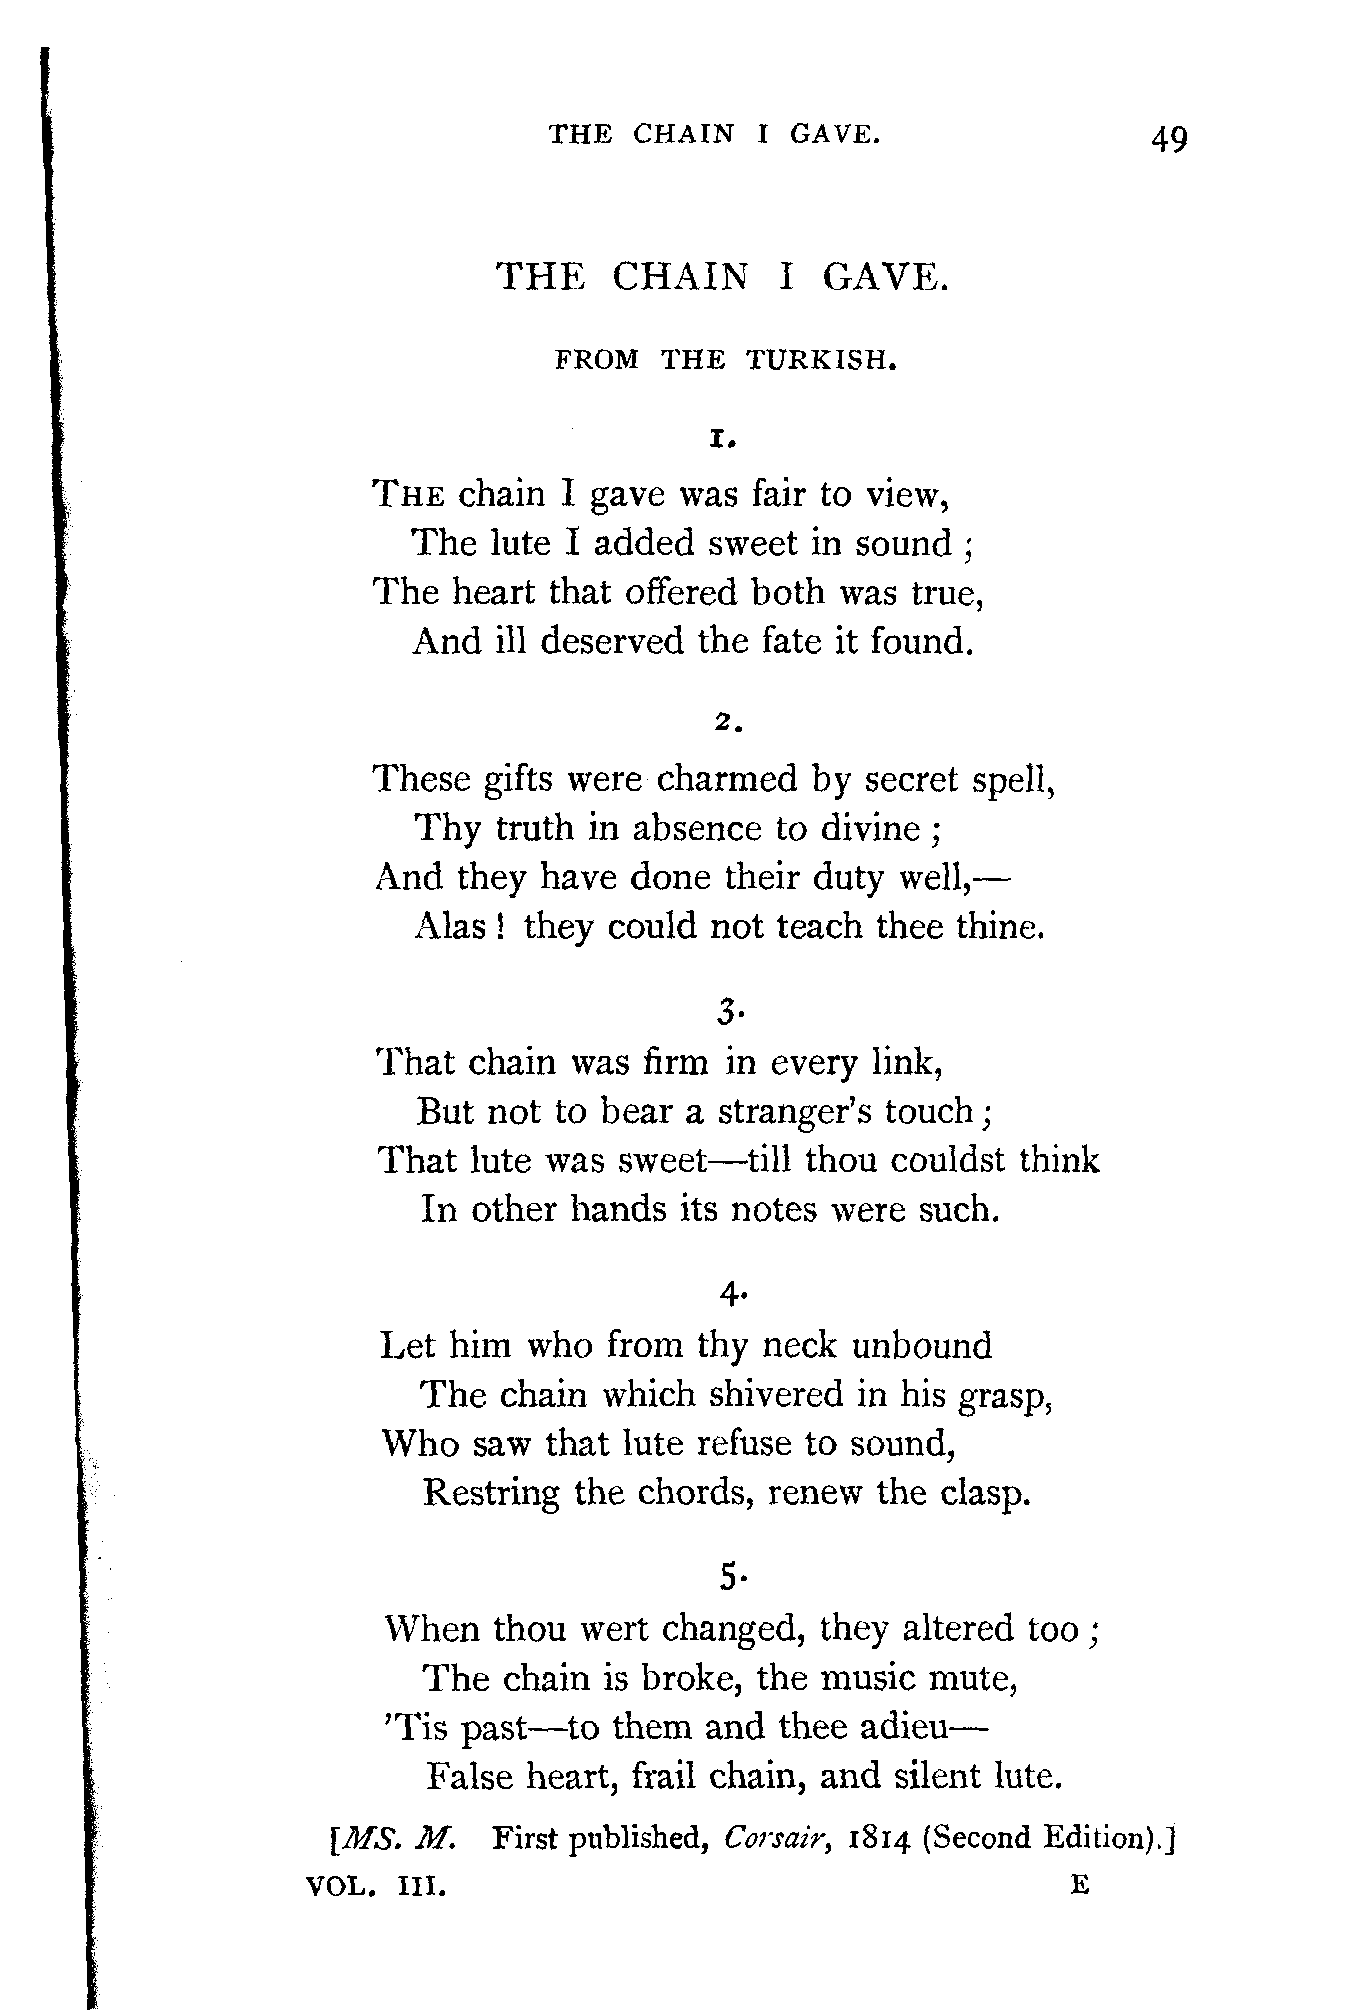 THE CHAIN I GAVE. 49
THE CHAIN I GAVE.
FROM THE TURKISH.
1.
THE chain I gave was fair to view,
The lute I added sweet in sound ;
The heart that offered both was true,
And ill deserved the fate it found.
2.
These gifts were charmed by secret spell,
Thy truth in absence to divine ;
And they have done their duty well,—
Alas ! they could not teach thee thine.
3.
That chain was firm in every link,
But not to bear a stranger's touch ;
That lute was sweet—till thou couldst think
In other hands its notes were such.
4.
Let him who from thy neck unbound
The chain which shivered in his grasp,
Who saw that lute refuse to sound,
Restring the chords, renew the clasp.
5.
When thou wert changed, they altered too ;
The chain is broke, the music mute,
'Tis past—to them and thee adieu—
False heart, frail chain, and silent lute.
[MS. M. First published, Corsair, 1814 (Second Edition).]
VOL. III. E